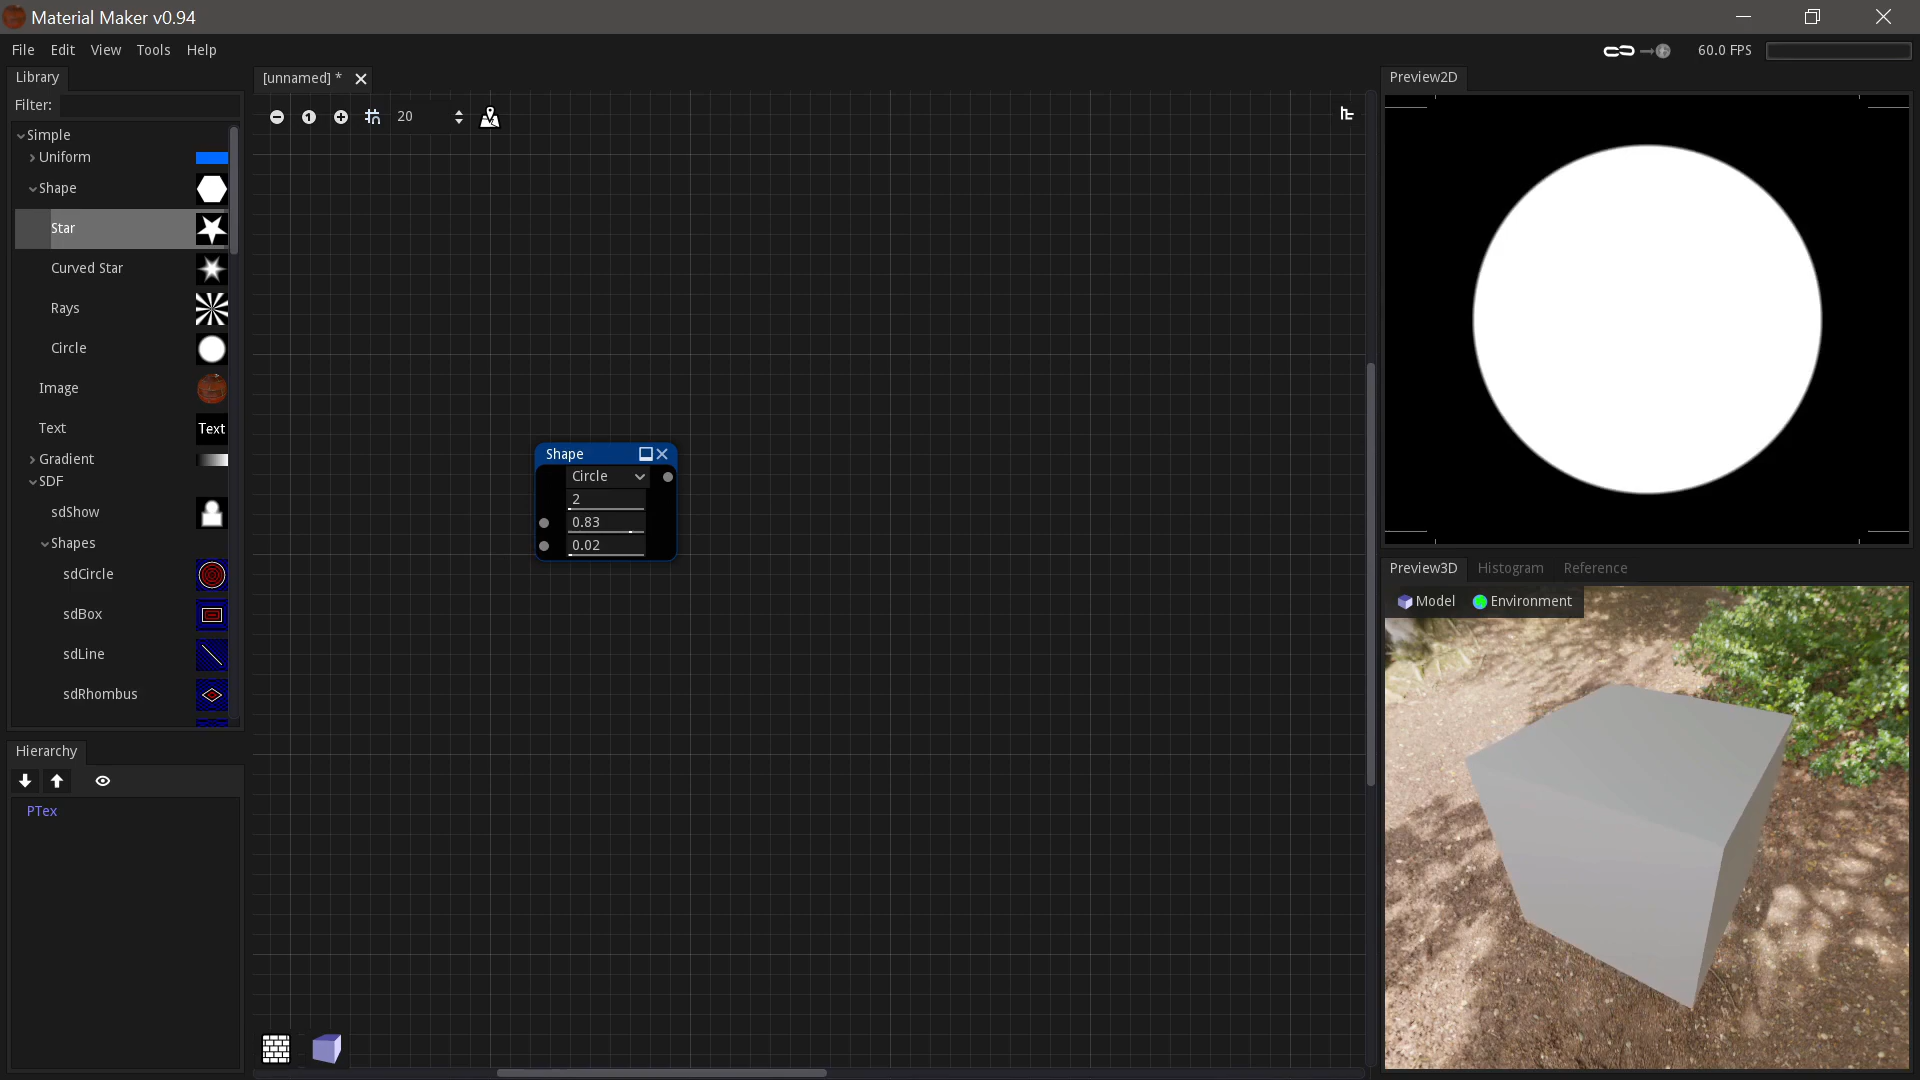 Material Maker v0.94
File Edit View Tools Help
60.0 FPS
Library
[unnamed] *
Preview2D
Filter:
20
Simple
Uniform
Shape
Star
Curved Star
Rays
Circle
Image
Text
Text
Gradient
SDF
sdShow
Shapes
sdCircle
sdBox
sdLine
sdRhombus
Shape
Circle
2
0.83
0.02
Preview3D Histogram Reference
Model Environment
Hierarchy
PTex